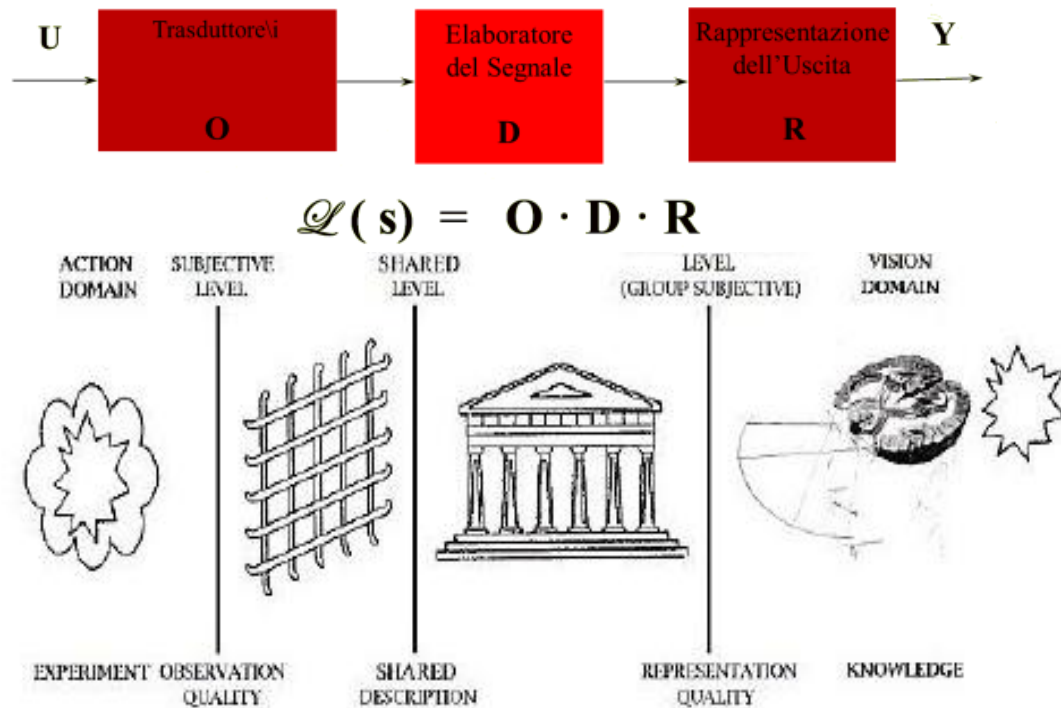 U
Trasduttore\i
O
Elaboratore
del Segnale
D
Rappresentazione
dell'Uscita
R
Y
ℒ ( s) = O · D · R
ACTION
DOMAIN
SUBJECTIVE
LEVEL
SHARED
LEVEL
LEVEL
(GROUP SUBJECTIVE)
VISION
DOMAIN
EXPERIMENT
OBSERVATION
QUALITY
SHARED
DESCRIPTION
REPRESENTATION
QUALITY
KNOWLEDGE